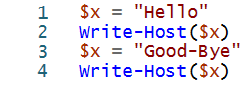 1 $x = "Hello"
2 Write-Host($x)
3 $x = "Good-Bye"
4 Write-Host($x)